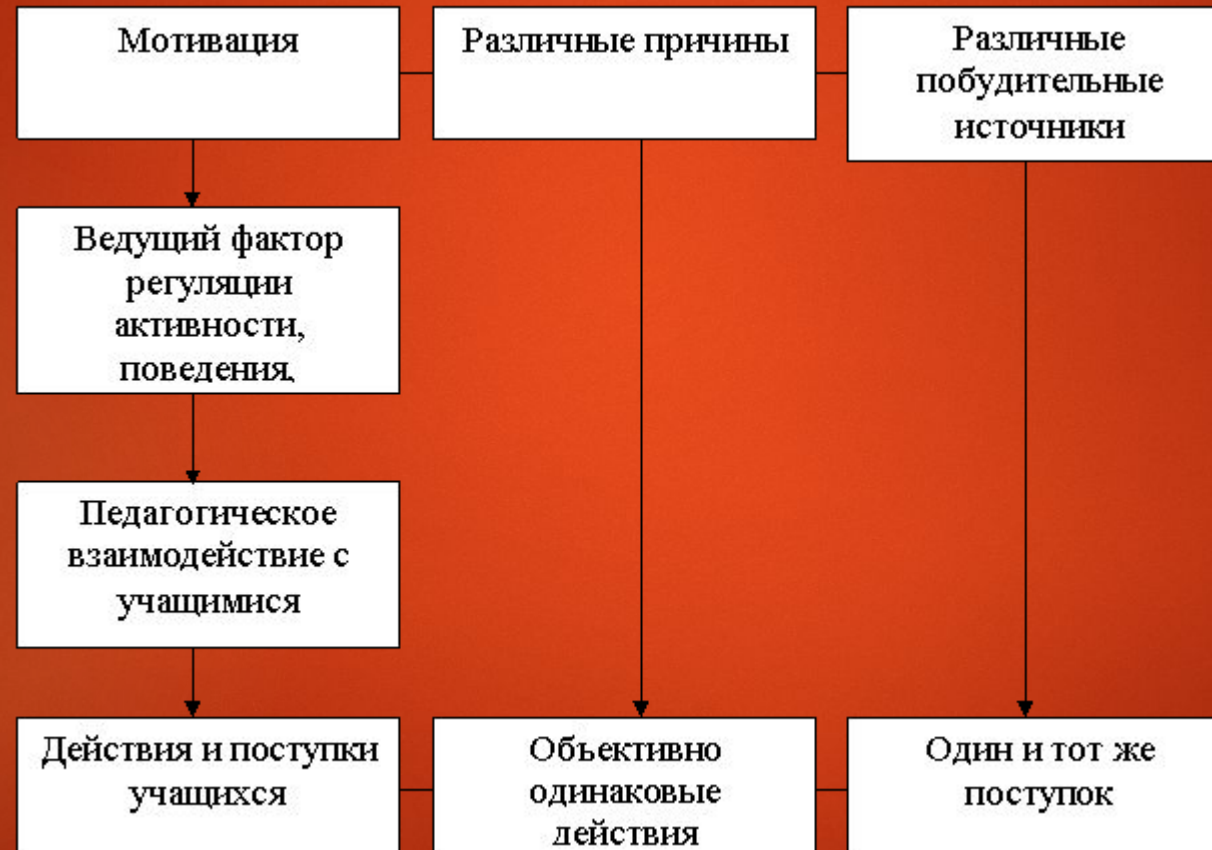 Мотивация
Различные причины
Различные
побудительные
источники
Ведущий фактор
регуляции
активности,
поведения,
Педагогическое
взаимодействие с
учащимися
Действия и поступки
учащихся
Объективно
одинаковые
действия
Один и тот же
поступок